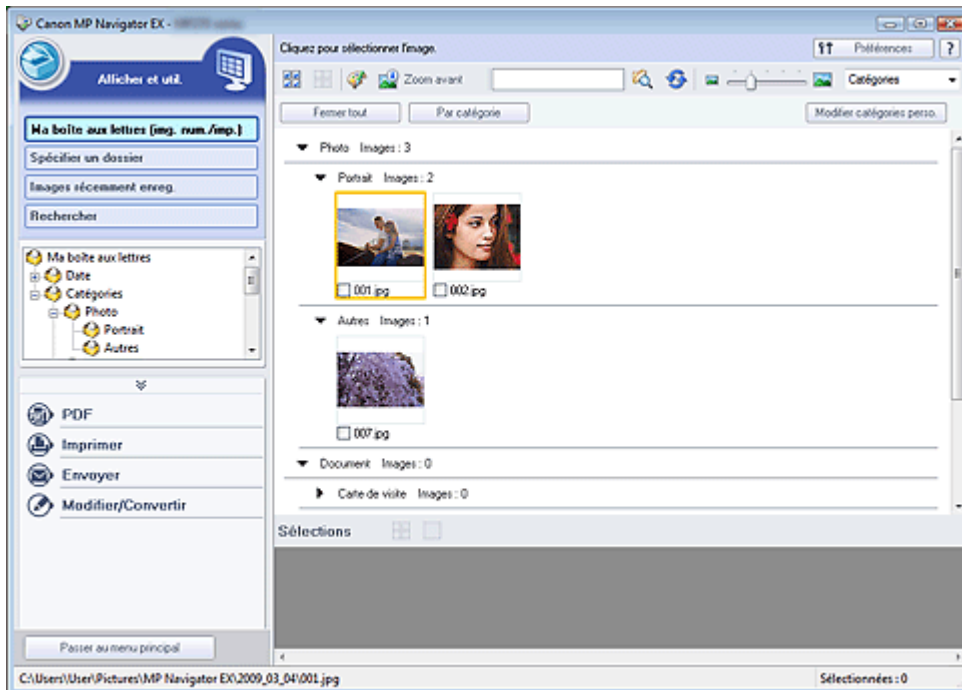 Canon MP Navigator EX -
Cliquez pour sélectionner l'image.
Préférences
?
Afficher et util.
Zoom avant
Catégories
Fermer tout
Par catégorie
Modifier catégories perso.
Ma boîte aux lettres (img. num./imp.)
Spécifier un dossier
Images récemment enreg.
Rechercher
Ma boîte aux lettres
Date
Catégories
Photo
Portrait
Autres
PDF
Imprimer
Envoyer
Modifier/Convertir
Passer au menu principal
Photo Images : 3
Portrait Images : 2
001.jpg
002.jpg
Autres Images : 1
007.jpg
Document Images : 0
Carte de visite Images : 0
Sélections
C:\Users\User\Pictures\MP Navigator EX\2009_03_04\001.jpg
Sélectionnées : 0